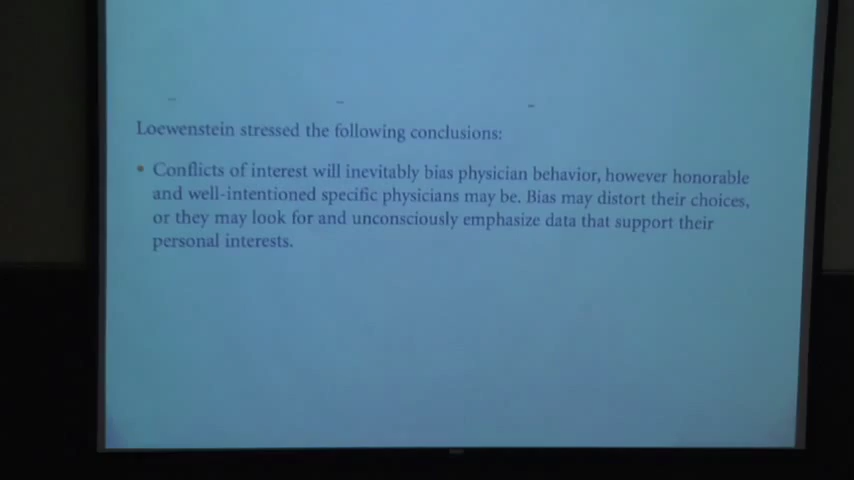 Loewenstein stressed the following conclusions:
• Conflicts of interest will inevitably bias physician behavior, however honorable
and well-intentioned specific physicians may be. Bias may distort their choices,
or they may look for and unconsciously emphasize data that support their
personal interests.